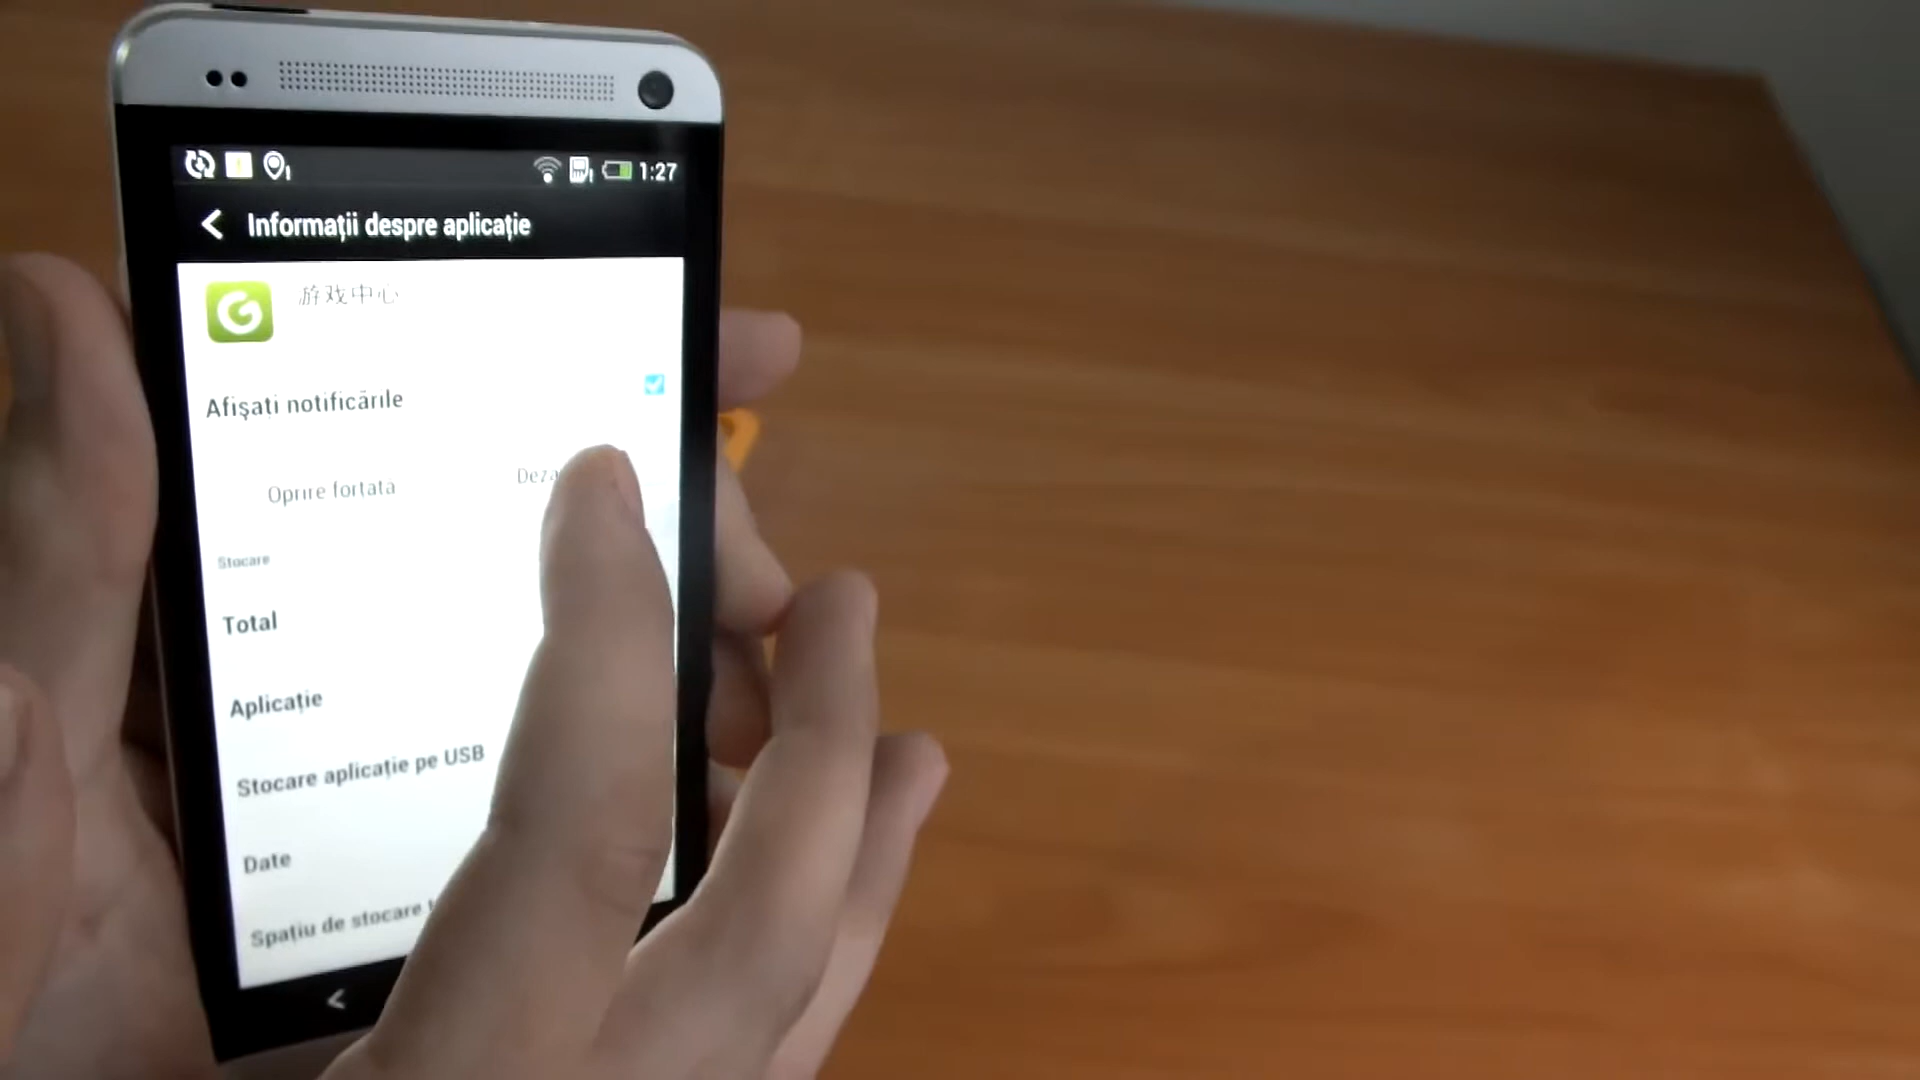 1:27
Informații despre aplicație
游戏中心
Afișați notificările
Oprire forțată
Stocare
Total
Aplicație
Stocare aplicație pe USB
Date
Spațiu de stocare